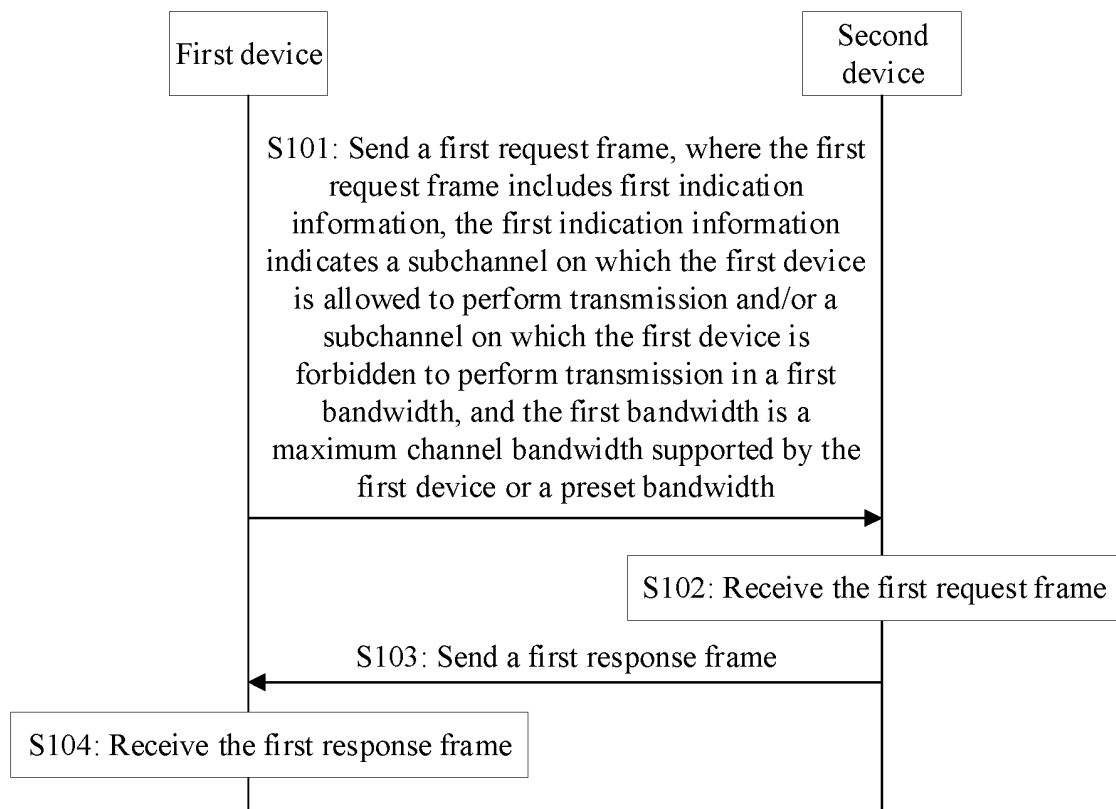 First device
Second
device
S101: Send a first request frame, where the first
request frame includes first indication
information, the first indication information
indicates a subchannel on which the first device
is allowed to perform transmission and/or a
subchannel on which the first device is
forbidden to perform transmission in a first
bandwidth, and the first bandwidth is a
maximum channel bandwidth supported by the
first device or a preset bandwidth
S102: Receive the first request frame
S103: Send a first response frame
S104: Receive the first response frame